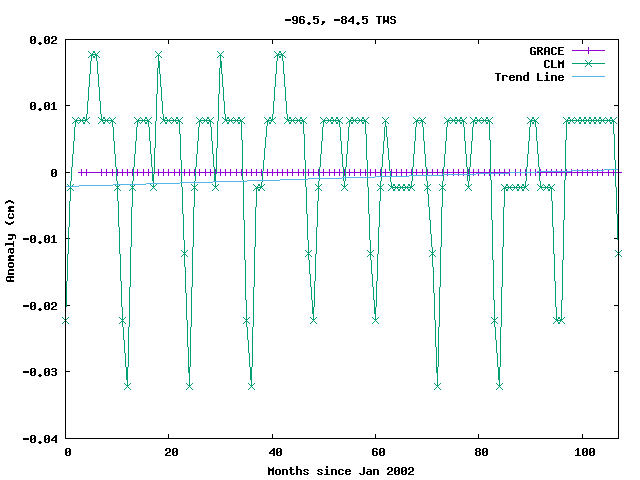 -96.5, -84.5 TWS
GRACE
CLM
Trend Line
0.02
0.01
0
-0.01
-0.02
-0.03
-0.04
Anomaly (cm)
0 20 40 60 80 100
Months since Jan 2002